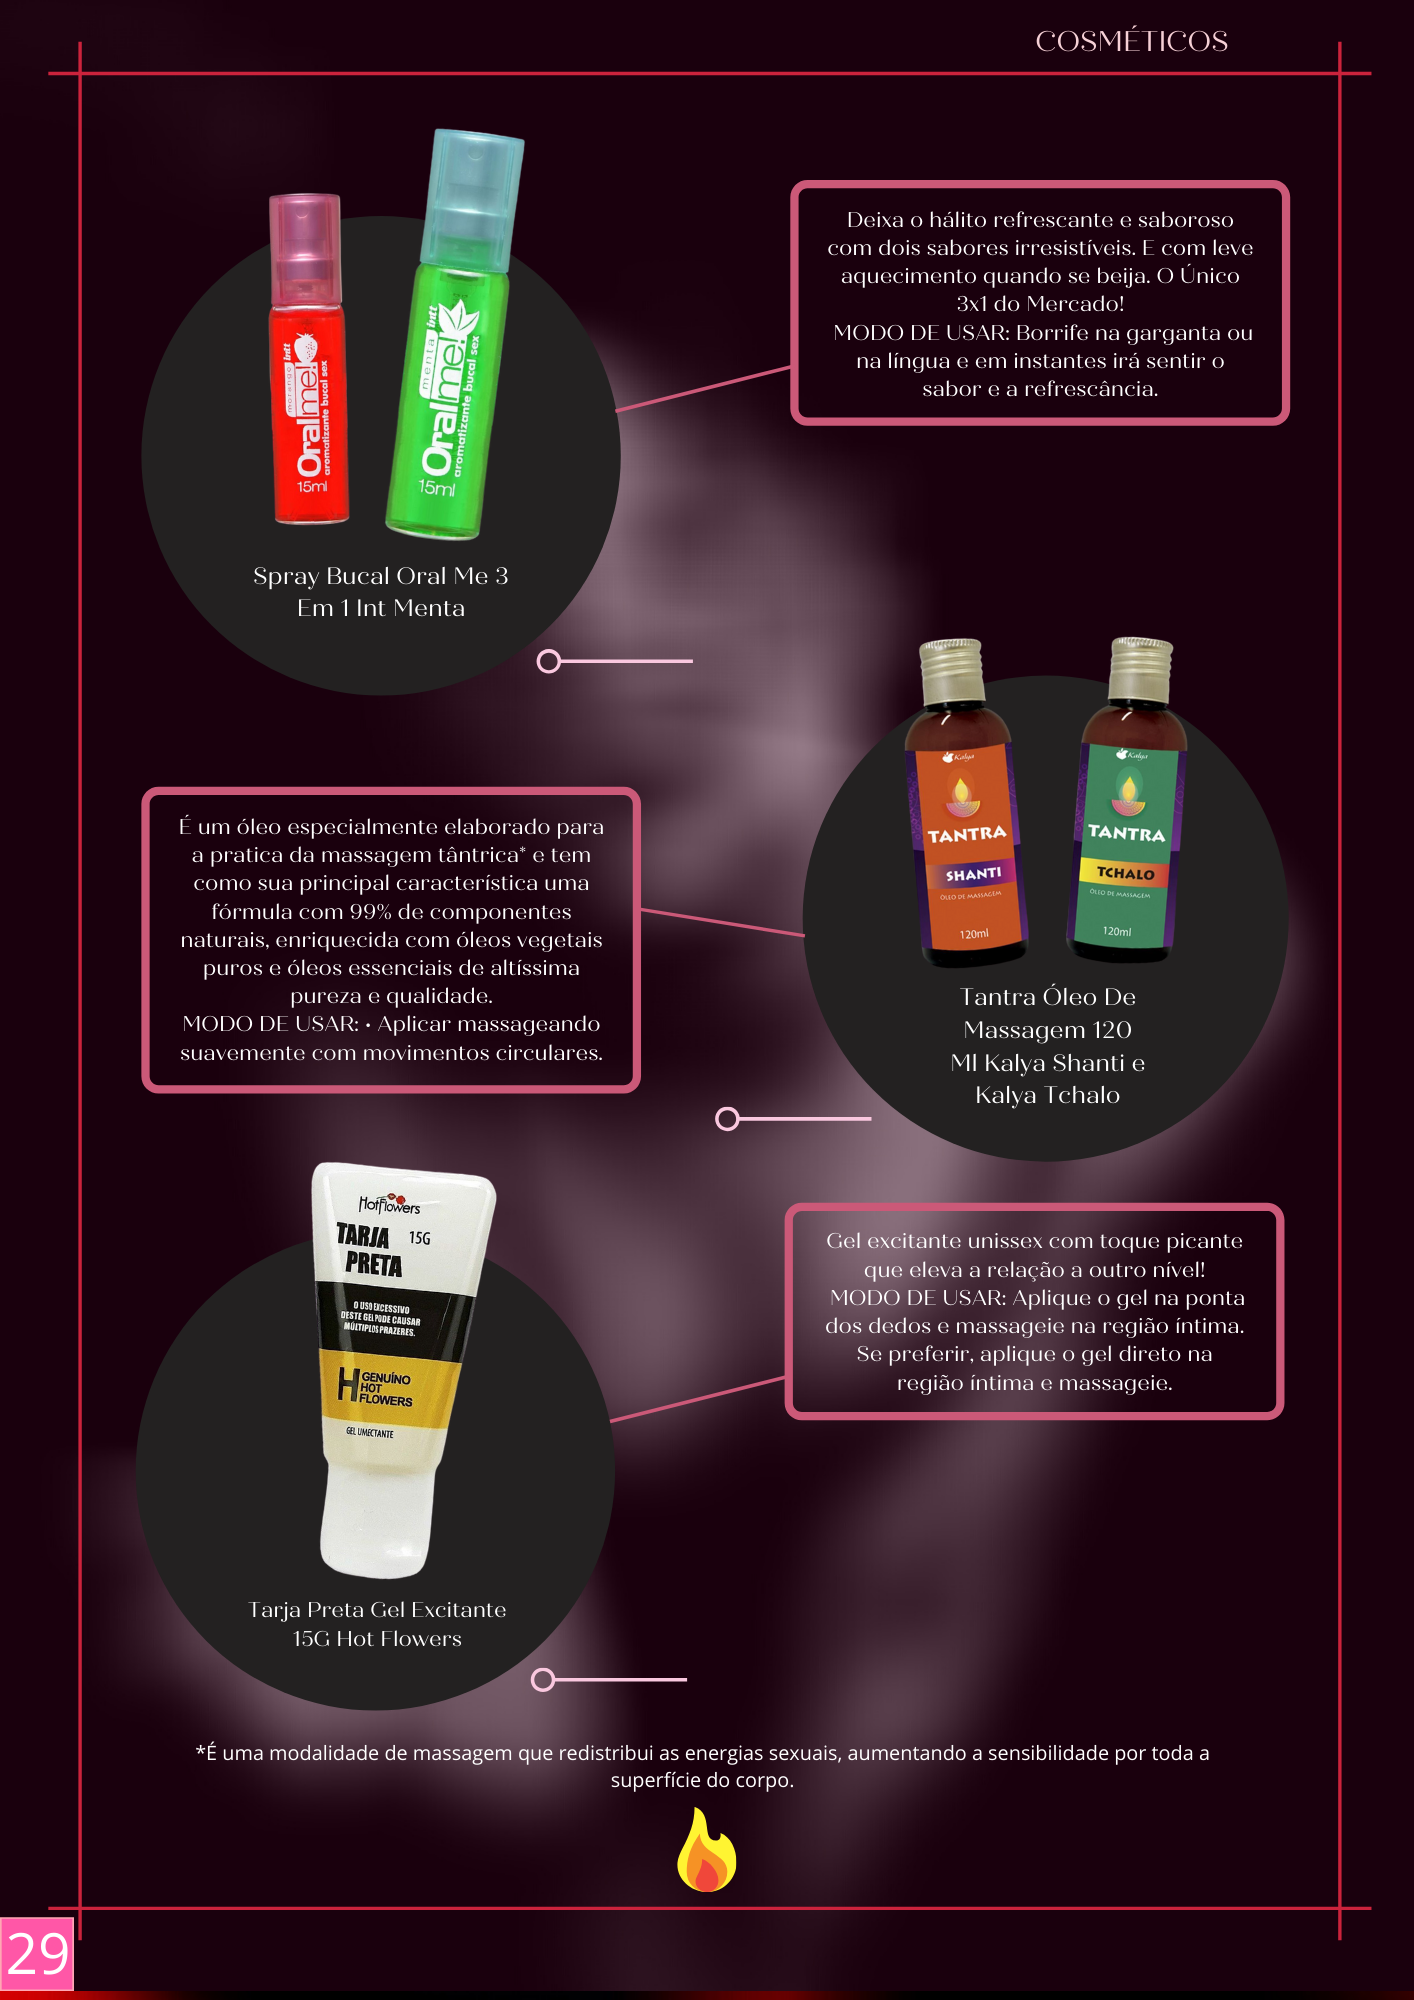 COSMÉTICOS
Deixa o hálito refrescante e saboroso
com dois sabores irresistíveis. E com leve
aquecimento quando se beija. O Único
3x1 do Mercado!
MODO DE USAR: Borrife na garganta ou
na língua e em instantes irá sentir o
sabor e a refrescância.
morango intt
Oral me!
aromatizante bucal sex
15ml
menta intt
Oral me!
aromatizante bucal sex
15ml
Spray Bucal Oral Me 3
Em 1 Int Menta
Kalya
TANTRA
SHANTI
ÓLEO DE MASSAGEM
120ml
Kalya
TANTRA
TCHALO
ÓLEO DE MASSAGEM
120ml
Tantra Óleo De
Massagem 120
Ml Kalya Shanti e
Kalya Tchalo
É um óleo especialmente elaborado para
a pratica da massagem tântrica* e tem
como sua principal característica uma
fórmula com 99% de componentes
naturais, enriquecida com óleos vegetais
puros e óleos essenciais de altíssima
pureza e qualidade.
MODO DE USAR: • Aplicar massageando
suavemente com movimentos circulares.
HotFlowers
TARJA 15G
PRETA
O USO EXCESSIVO
DESTE GEL PODE CAUSAR
MÚLTIPLOS PRAZERES.
H GENUÍNO
HOT
FLOWERS
GEL UMECTANTE
Tarja Preta Gel Excitante
15G Hot Flowers
Gel excitante unissex com toque picante
que eleva a relação a outro nível!
MODO DE USAR: Aplique o gel na ponta
dos dedos e massageie na região íntima.
Se preferir, aplique o gel direto na
região íntima e massageie.
*É uma modalidade de massagem que redistribui as energias sexuais, aumentando a sensibilidade por toda a
superfície do corpo.
29